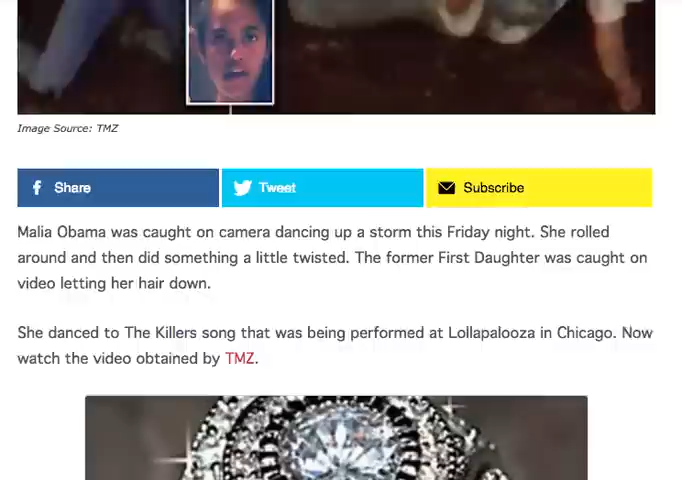 Image Source: TMZ
Share
Tweet
Subscribe
Malia Obama was caught on camera dancing up a storm this Friday night. She rolled
around and then did something a little twisted. The former First Daughter was caught on
video letting her hair down.
She danced to The Killers song that was being performed at Lollapalooza in Chicago. Now
watch the video obtained by TMZ.